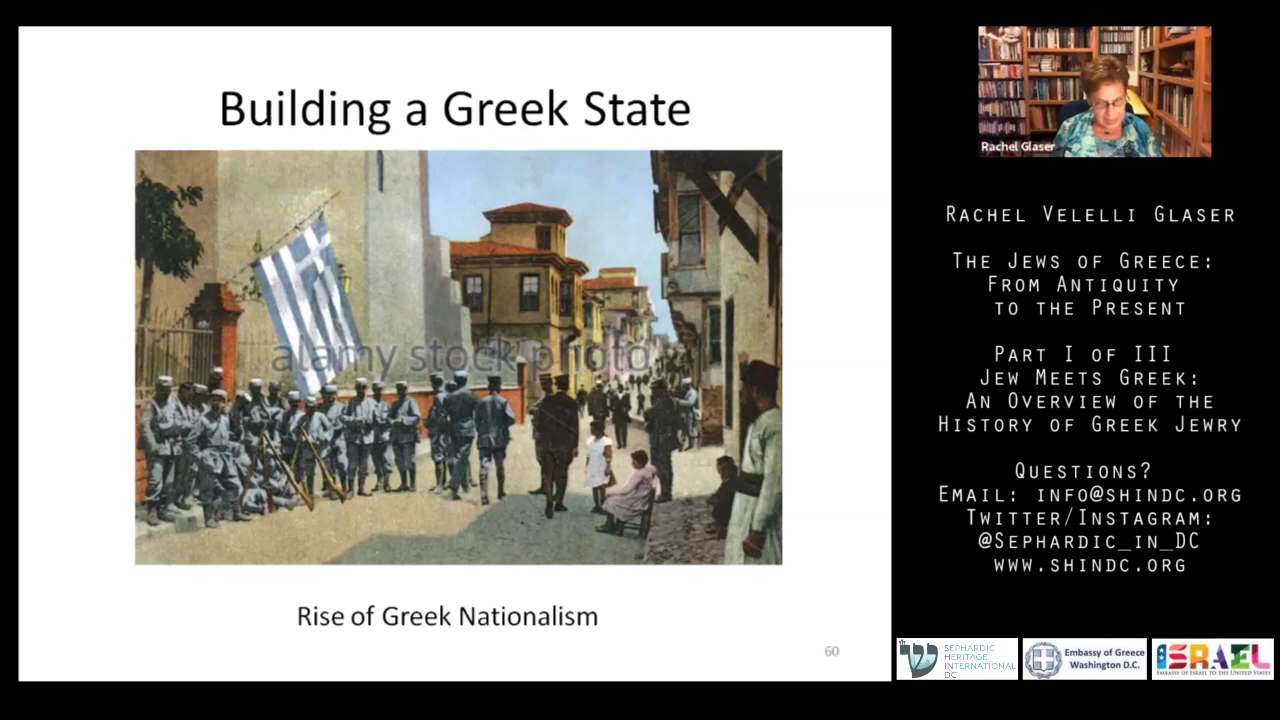 Building a Greek State
alamy stock photo
Rise of Greek Nationalism
60
Rachel Glaser
Rachel Velelli Glaser
The Jews of Greece:
From Antiquity
to the Present
Part I of III
Jew Meets Greek:
An Overview of the
History of Greek Jewry
Questions?
Email: info@shindc.org
Twitter/Instagram:
@Sephardic_in_DC
www.shindc.org
ש
SEPHARDIC
HERITAGE
INTERNATIONAL
DC
Embassy of Greece
Washington D.C.
ISRAEL
EMBASSY OF ISRAEL TO THE UNITED STATES